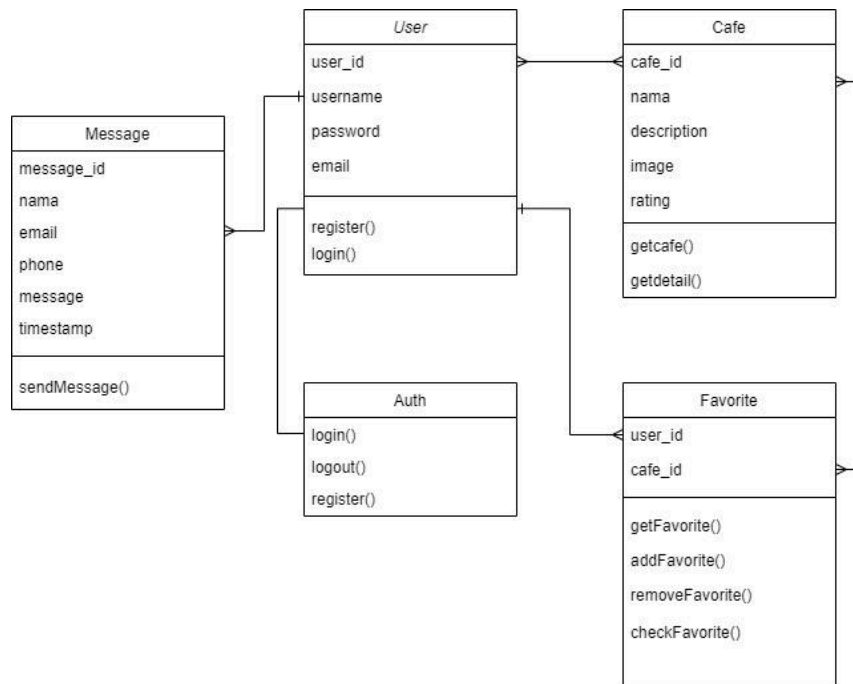 User
user_id
username
password
email
register()
login()
Cafe
cafe_id
nama
description
image
rating
getcafe()
getdetail()
Message
message_id
nama
email
phone
message
timestamp
sendMessage()
Auth
login()
logout()
register()
Favorite
user_id
cafe_id
getFavorite()
addFavorite()
removeFavorite()
checkFavorite()